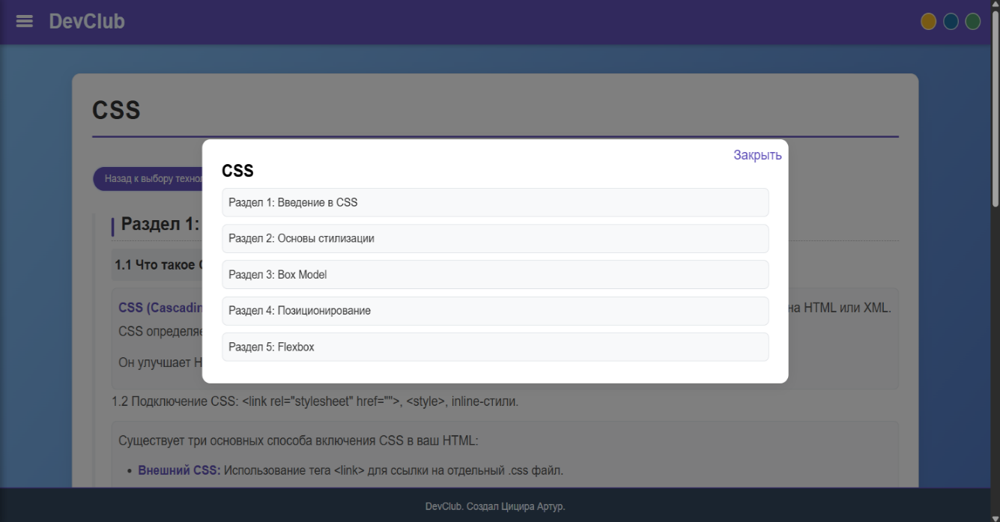 DevClub
CSS
Закрыть
CSS
Назад к выбору
Раздел 1: Введение в CSS
Раздел 2: Основы стилизации
Раздел 3: Box Model
Раздел 4: Позиционирование
Раздел 5: Flexbox
Раздел 1:
1.1 Что такое
CSS на HTML или XML.
CSS
Он улучшает
1.2 Подключение CSS: <link rel="stylesheet" href="">, <style>, inline-стили.
Существует три основных способа включения CSS в ваш HTML:
• Внешний CSS: Использование тега <link> для ссылки на отдельный .css файл.
DevClub. Создал Цицира Артур.